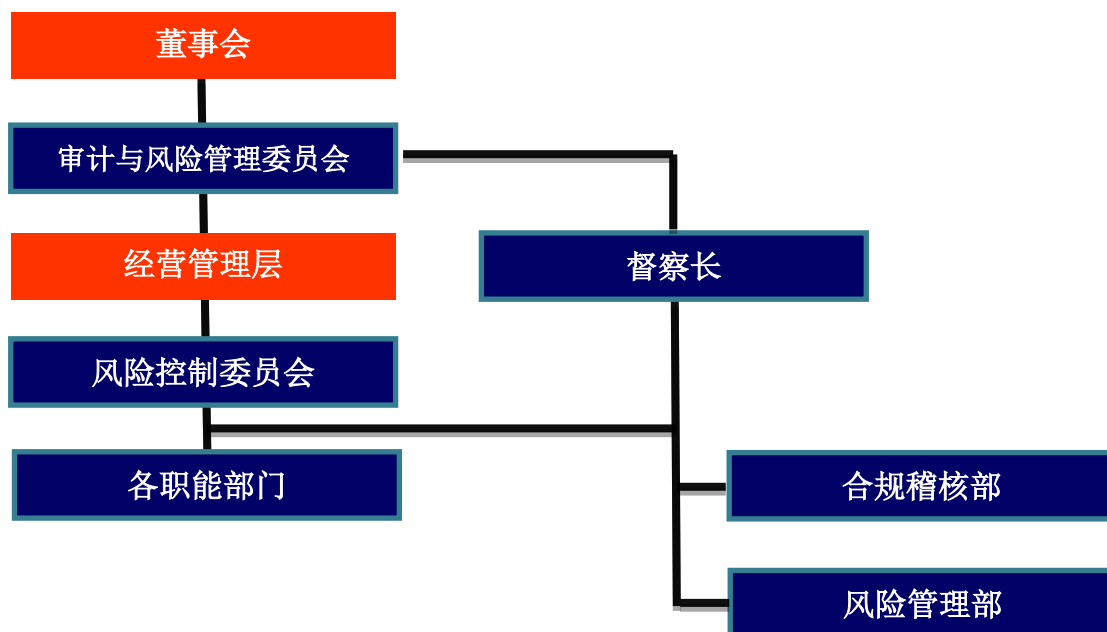 董事会
审计与风险管理委员会
经营管理层
督察长
风险控制委员会
各职能部门
合规稽核部
风险管理部